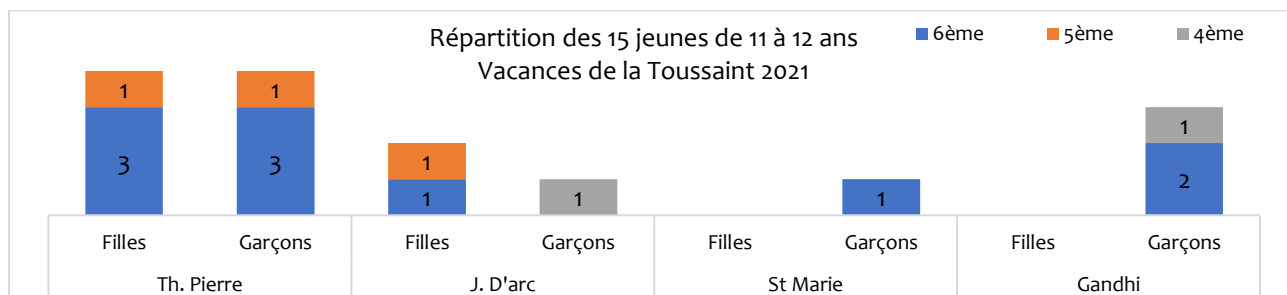 Répartition des 15 jeunes de 11 à 12 ans
Vacances de la Toussaint 2021
6ème 5ème 4ème
1 1
3 3
1
1 1
1
1
2
Filles Garçons Filles Garçons Filles Garçons Filles Garçons
Th. Pierre J. D'arc St Marie Gandhi